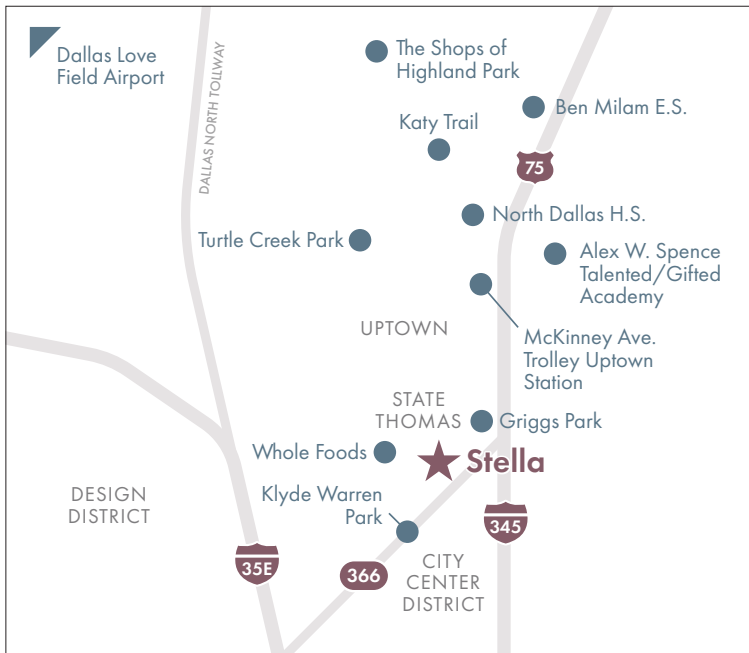 Dallas Love
Field Airport
DALLAS NORTH TOLLWAY
The Shops of
Highland Park
Ben Milam E.S.
Katy Trail
75
North Dallas H.S.
Turtle Creek Park
Alex W. Spence
Talented/Gifted
Academy
UPTOWN
McKinney Ave.
Trolley Uptown
Station
STATE
THOMAS
Griggs Park
Whole Foods
Stella
DESIGN
DISTRICT
Klyde Warren
Park
345
35E
366
CITY
CENTER
DISTRICT